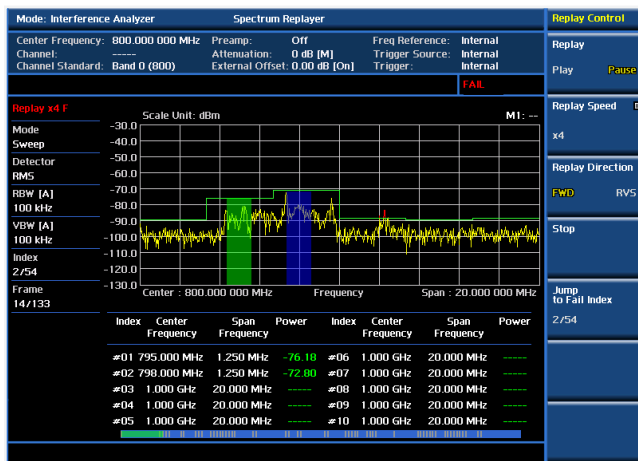 Mode: Interference Analyzer Spectrum Replayer Replay Control
Center Frequency: 800.000 000 MHz Preamp: Off Freq Reference: Internal
Channel: ----- Attenuation: 0 dB [M] Trigger Source: Internal
Channel Standard: Band 0 (800) External Offset: 0.00 dB [On] Trigger: Internal
Replay
Play Pause
FAIL
Replay x4 F
Scale Unit: dBm M1: --
Replay Speed
x4
Mode
Sweep
Detector
RMS
RBW [A]
100 kHz
VBW [A]
100 kHz
Index
2/54
Frame
14/133
-30.0
-40.0
-50.0
-60.0
-70.0
-80.0
-90.0
-100.0
-110.0
-120.0
-130.0
Center : 800.000 000 MHz Frequency Span : 20.000 000 MHz
Replay Direction
FWD RVS
Stop
Jump
to Fail Index
2/54
Index Center Frequency Span Frequency Power Index Center Frequency Span Frequency Power
#01 795.000 MHz 1.250 MHz -76.18 #06 1.000 GHz 20.000 MHz -----
#02 798.000 MHz 1.250 MHz -72.80 #07 1.000 GHz 20.000 MHz -----
#03 1.000 GHz 20.000 MHz ----- #08 1.000 GHz 20.000 MHz -----
#04 1.000 GHz 20.000 MHz ----- #09 1.000 GHz 20.000 MHz -----
#05 1.000 GHz 20.000 MHz ----- #10 1.000 GHz 20.000 MHz -----